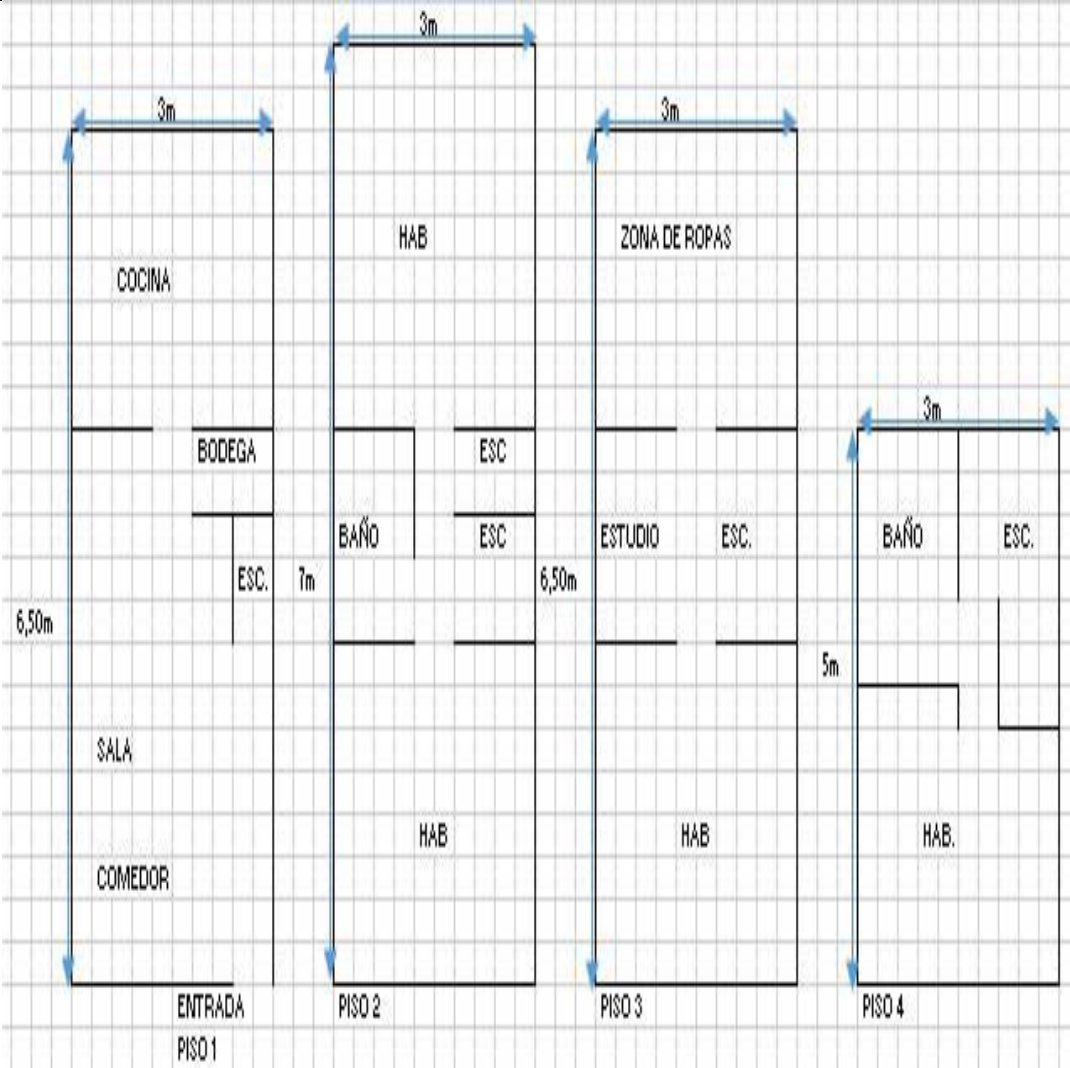 3m
COCINA
BODEGA
ESC.
6,50m
SALA
COMEDOR
ENTRADA
PISO 1
3m
HAB
ESC
BAÑO
ESC
7m
HAB
PISO 2
3m
ZONA DE ROPAS
ESTUDIO
ESC.
6,50m
HAB
PISO 3
3m
BAÑO
ESC.
5m
HAB.
PISO 4